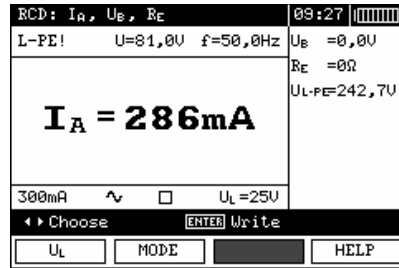 RCD: IA, UB, RE 09:27
L-PE! U=81,0V f=50,0Hz
UB =0,0V
RE =0Ω
UL-PE=242,7V
IA = 286mA
300mA ∿ □ UL =25V
◂ ▸ Choose ENTER Write
UL MODE HELP